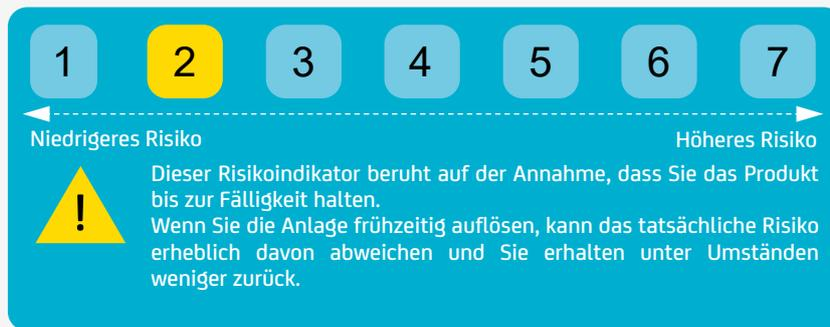 1 2 3 4 5 6 7
Niedrigeres Risiko Höheres Risiko
!
Dieser Risikoindikator beruht auf der Annahme, dass Sie das Produkt
bis zur Fälligkeit halten.
Wenn Sie die Anlage frühzeitig auflösen, kann das tatsächliche Risiko
erheblich davon abweichen und Sie erhalten unter Umständen
weniger zurück.